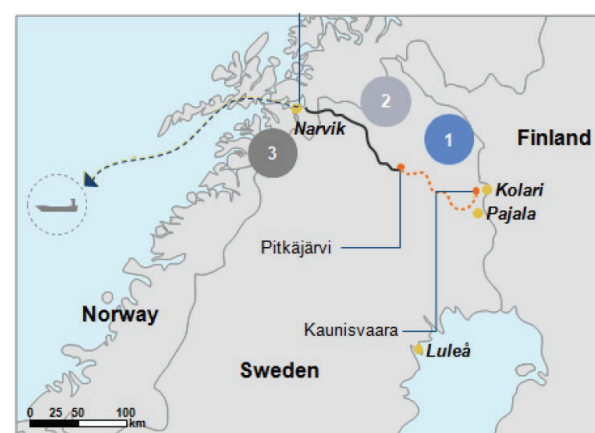 2
Narvik
1
Finland
3
Kolari
Pajala
Pitkäjärvi
Norway
Kaunisvaara
Luleå
Sweden
0 25 50 100
km